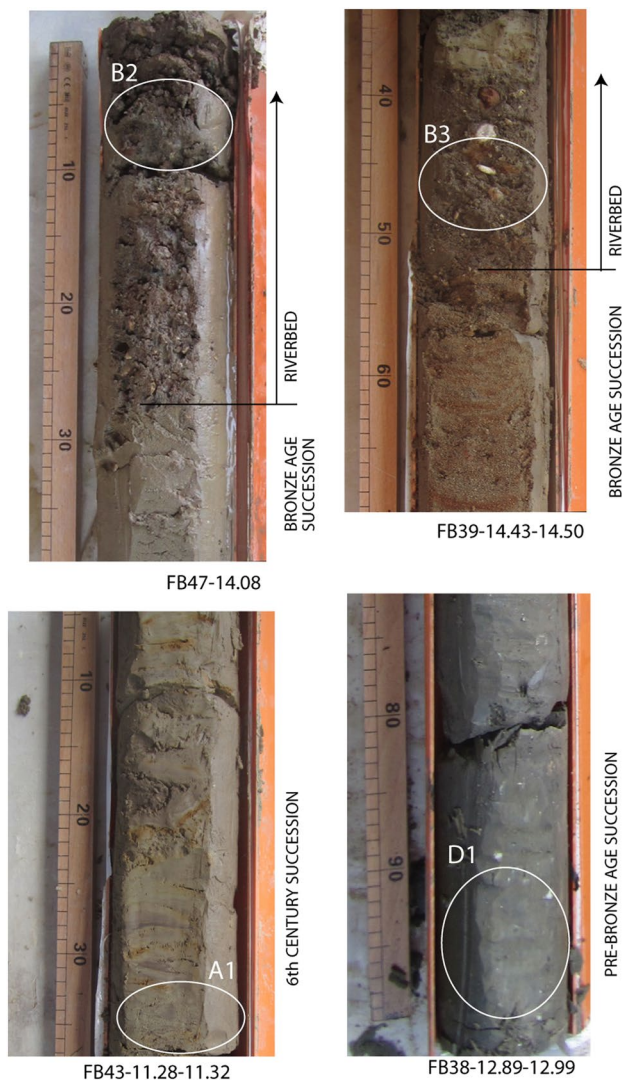 B2
10
20
30
RIVERBED
BRONZE AGE
SUCCESSION
FB47-14.08
B3
40
50
60
RIVERBED
BRONZE AGE SUCCESSION
FB39-14.43-14.50
10
20
30
A1
6th CENTURY SUCCESSION
FB43-11.28-11.32
80
90
D1
PRE-BRONZE AGE SUCCESSION
FB38-12.89-12.99